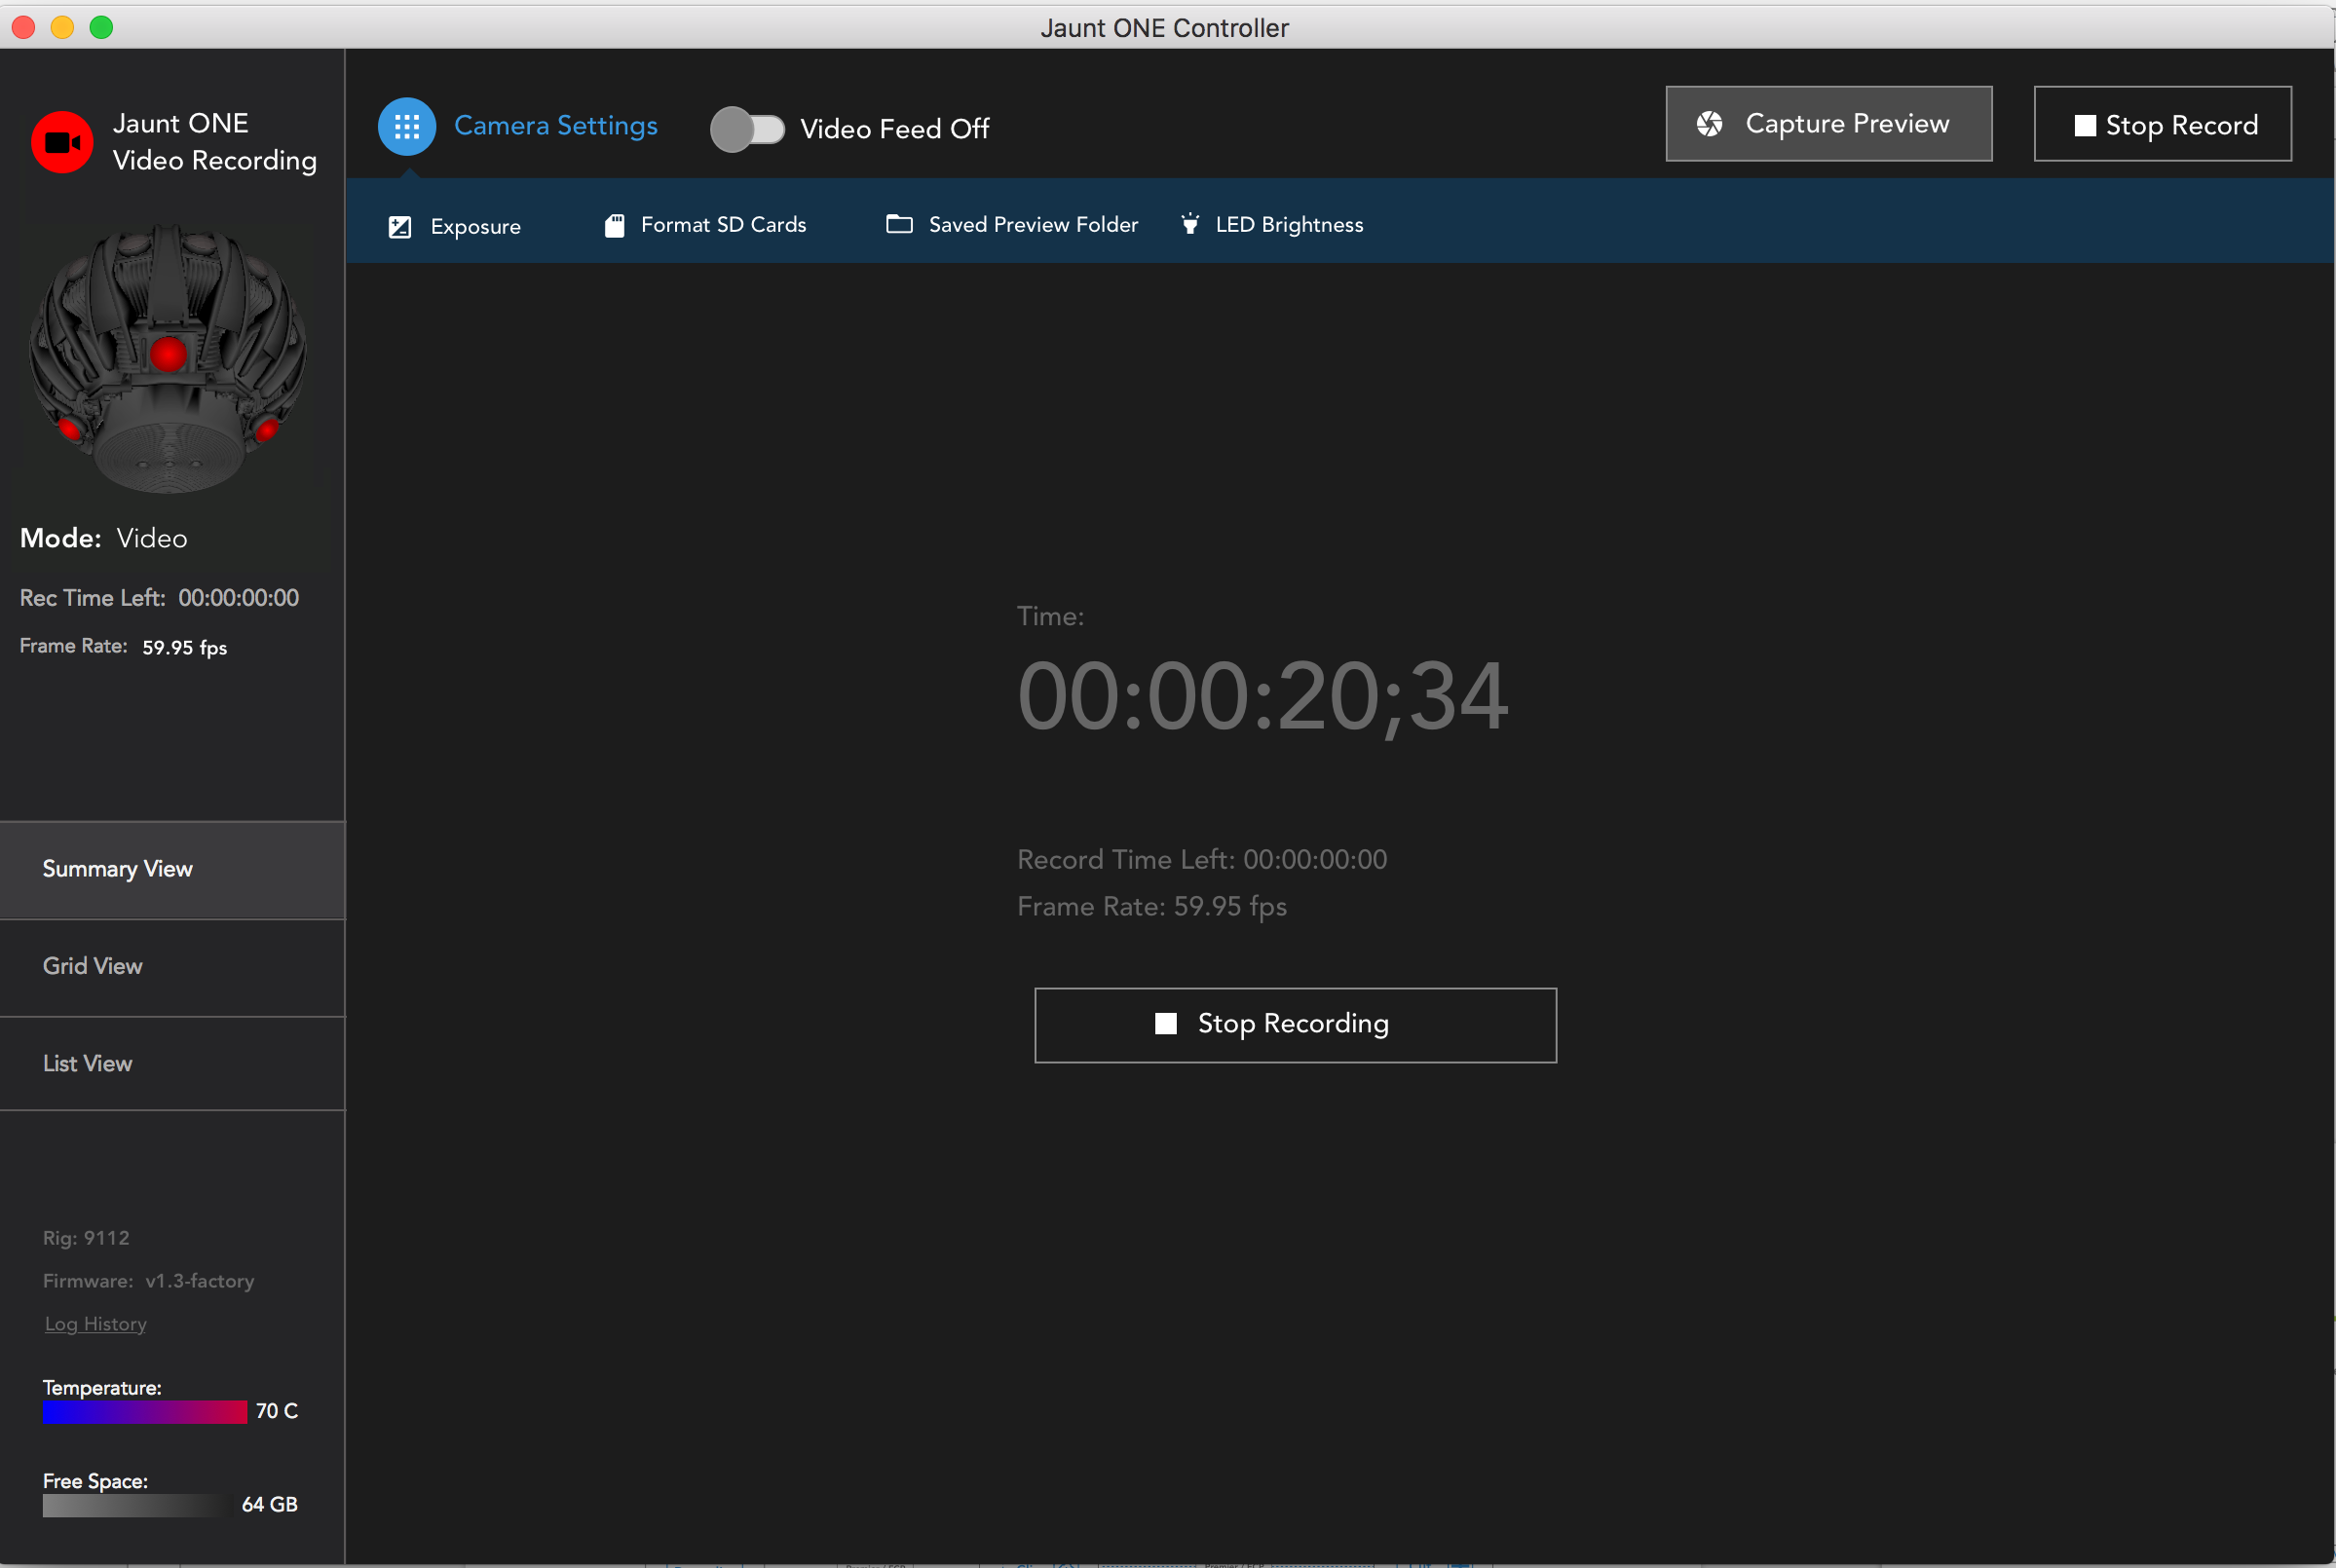 Jaunt ONE Controller
Jaunt ONE
Video Recording
Camera Settings
Video Feed Off
Capture Preview
Stop Record
Exposure
Format SD Cards
Saved Preview Folder
LED Brightness
Mode: Video
Rec Time Left: 00:00:00:00
Frame Rate: 59.95 fps
Time:
00:00:20;34
Record Time Left: 00:00:00:00
Frame Rate: 59.95 fps
Stop Recording
Summary View
Grid View
List View
Rig: 9112
Firmware: v1.3-factory
Log History
Temperature:
70 C
Free Space:
64 GB